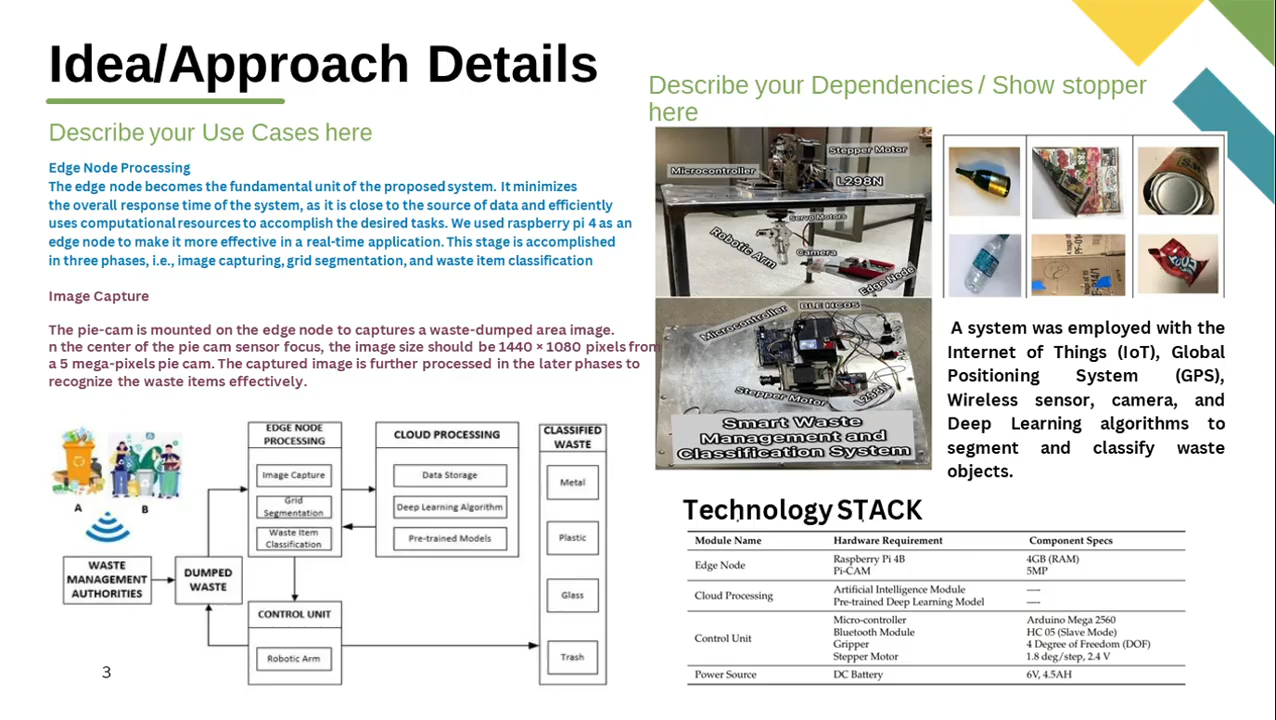 Idea/Approach Details
Describe your Use Cases here
Edge Node Processing
The edge node becomes the fundamental unit of the proposed system. It minimizes
the overall response time of the system, as it is close to the source of data and efficiently
uses computational resources to accomplish the desired tasks. We used raspberry pi 4 as an
edge node to make it more effective in a real-time application. This stage is accomplished
in three phases, i.e., image capturing, grid segmentation, and waste item classification
Image Capture
The pie-cam is mounted on the edge node to captures a waste-dumped area image.
n the center of the pie cam sensor focus, the image size should be 1440 × 1080 pixels from
a 5 mega-pixels pie cam. The captured image is further processed in the later phases to
recognize the waste items effectively.
A
B
WASTE
MANAGEMENT
AUTHORITIES
DUMPED
WASTE
EDGE NODE
PROCESSING
Image Capture
Grid
Segmentation
Waste Item
Classification
CONTROL UNIT
Robotic Arm
CLOUD PROCESSING
Data Storage
Deep Learning Algorithm
Pre-trained Models
CLASSIFIED
WASTE
Metal
Plastic
Glass
Trash
3
Describe your Dependencies / Show stopper
here
Stepper Motor
Microcontroller
L298N
Servo Motors
Robotic Arm
Camera
Edge Node
BLE HC05
Microcontroller
Stepper Motor
L298N
Smart Waste
Management and
Classification System
A system was employed with the
Internet of Things (IoT), Global
Positioning System (GPS),
Wireless sensor, camera, and
Deep Learning algorithms to
segment and classify waste
objects.
Technology STACK
Module Name Hardware Requirement Component Specs
Edge Node Raspberry Pi 4B 4GB (RAM)
Pi-CAM 5MP
Cloud Processing Artificial Intelligence Module —
Pre-trained Deep Learning Model —
Control Unit Micro-controller Arduino Mega 2560
Bluetooth Module HC 05 (Slave Mode)
Gripper 4 Degree of Freedom (DOF)
Stepper Motor 1.8 deg/step, 2.4 V
Power Source DC Battery 6V, 4.5AH